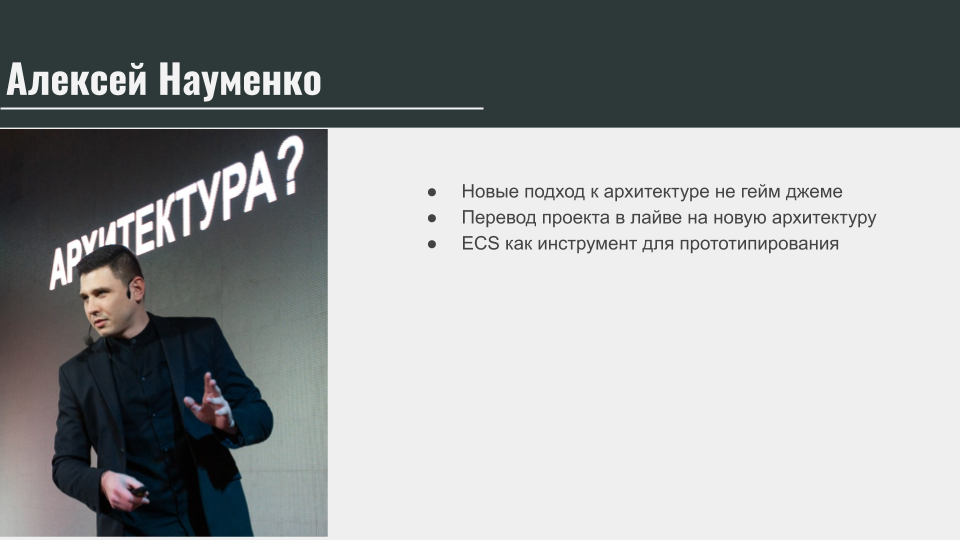 Алексей Науменко
АРХИТЕКТУРА?
● Новые подход к архитектуре не гейм джеме
● Перевод проекта в лайве на новую архитектуру
● ECS как инструмент для прототипирования